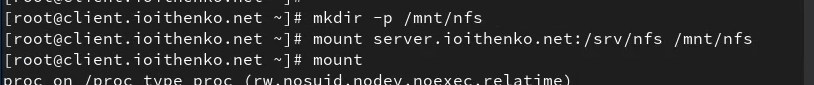 [root@client.ioithenko.net ~]# mkdir -p /mnt/nfs
[root@client.ioithenko.net ~]# mount server.ioithenko.net:/srv/nfs /mnt/nfs
[root@client.ioithenko.net ~]# mount
proc on /proc type proc (rw,nosuid,nodev,noexec,relatime)